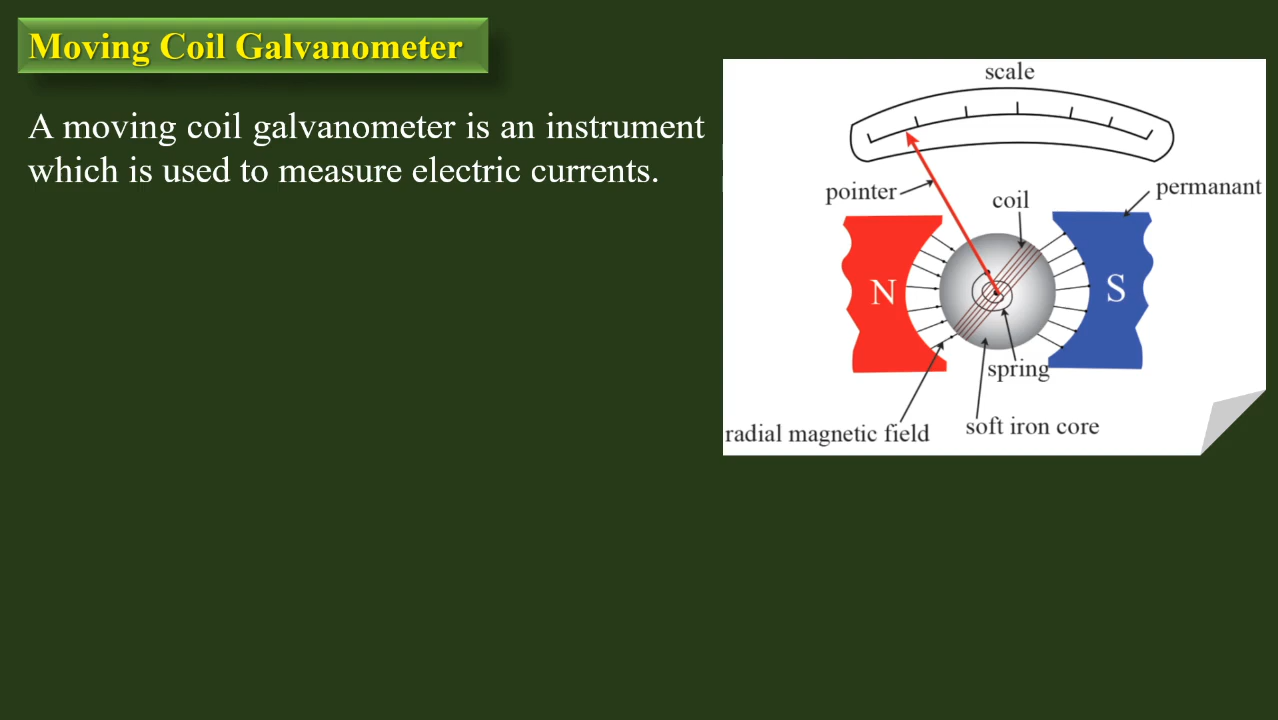 Moving Coil Galvanometer
A moving coil galvanometer is an instrument
which is used to measure electric currents.
scale
pointer
coil
permanant
N
S
spring
radial magnetic field
soft iron core